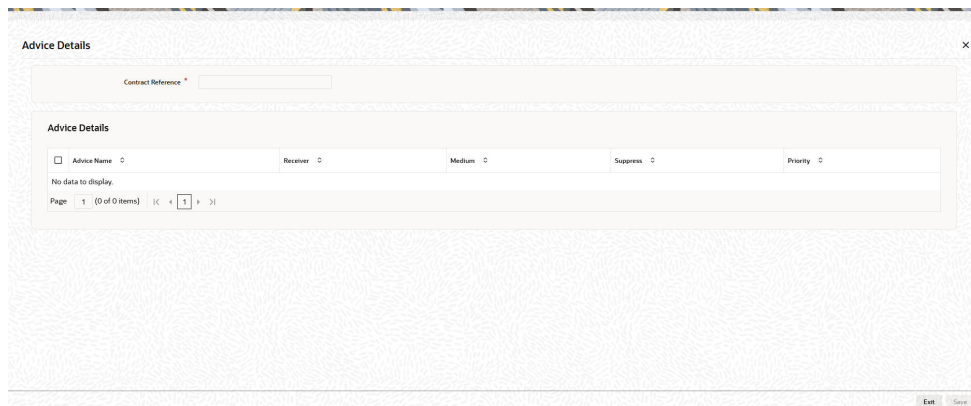 Advice Details
Contract Reference *
Advice Details
Advice Name Receiver Medium Suppress Priority
No data to display.
Page 1 (0 of 0 items) 1
Exit Save